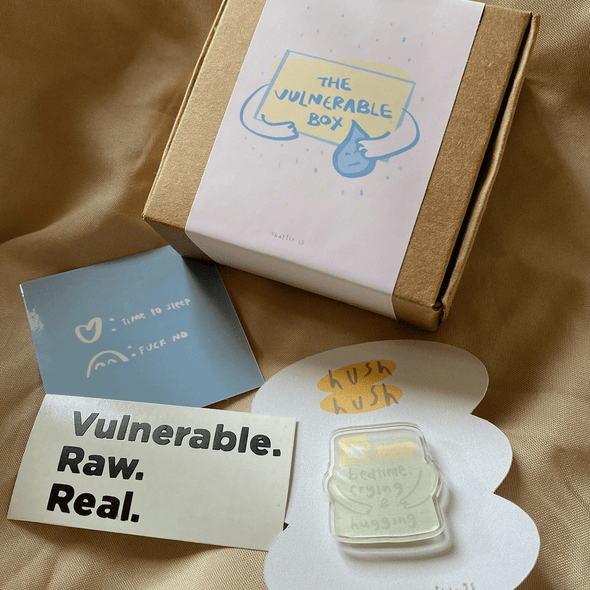 THE
VULNERABLE
BOX
: TIME TO SLEEP
: FUCK NO
Vulnerable.
Raw.
Real.
hush
hush
bedtime:
crying
&
hugging